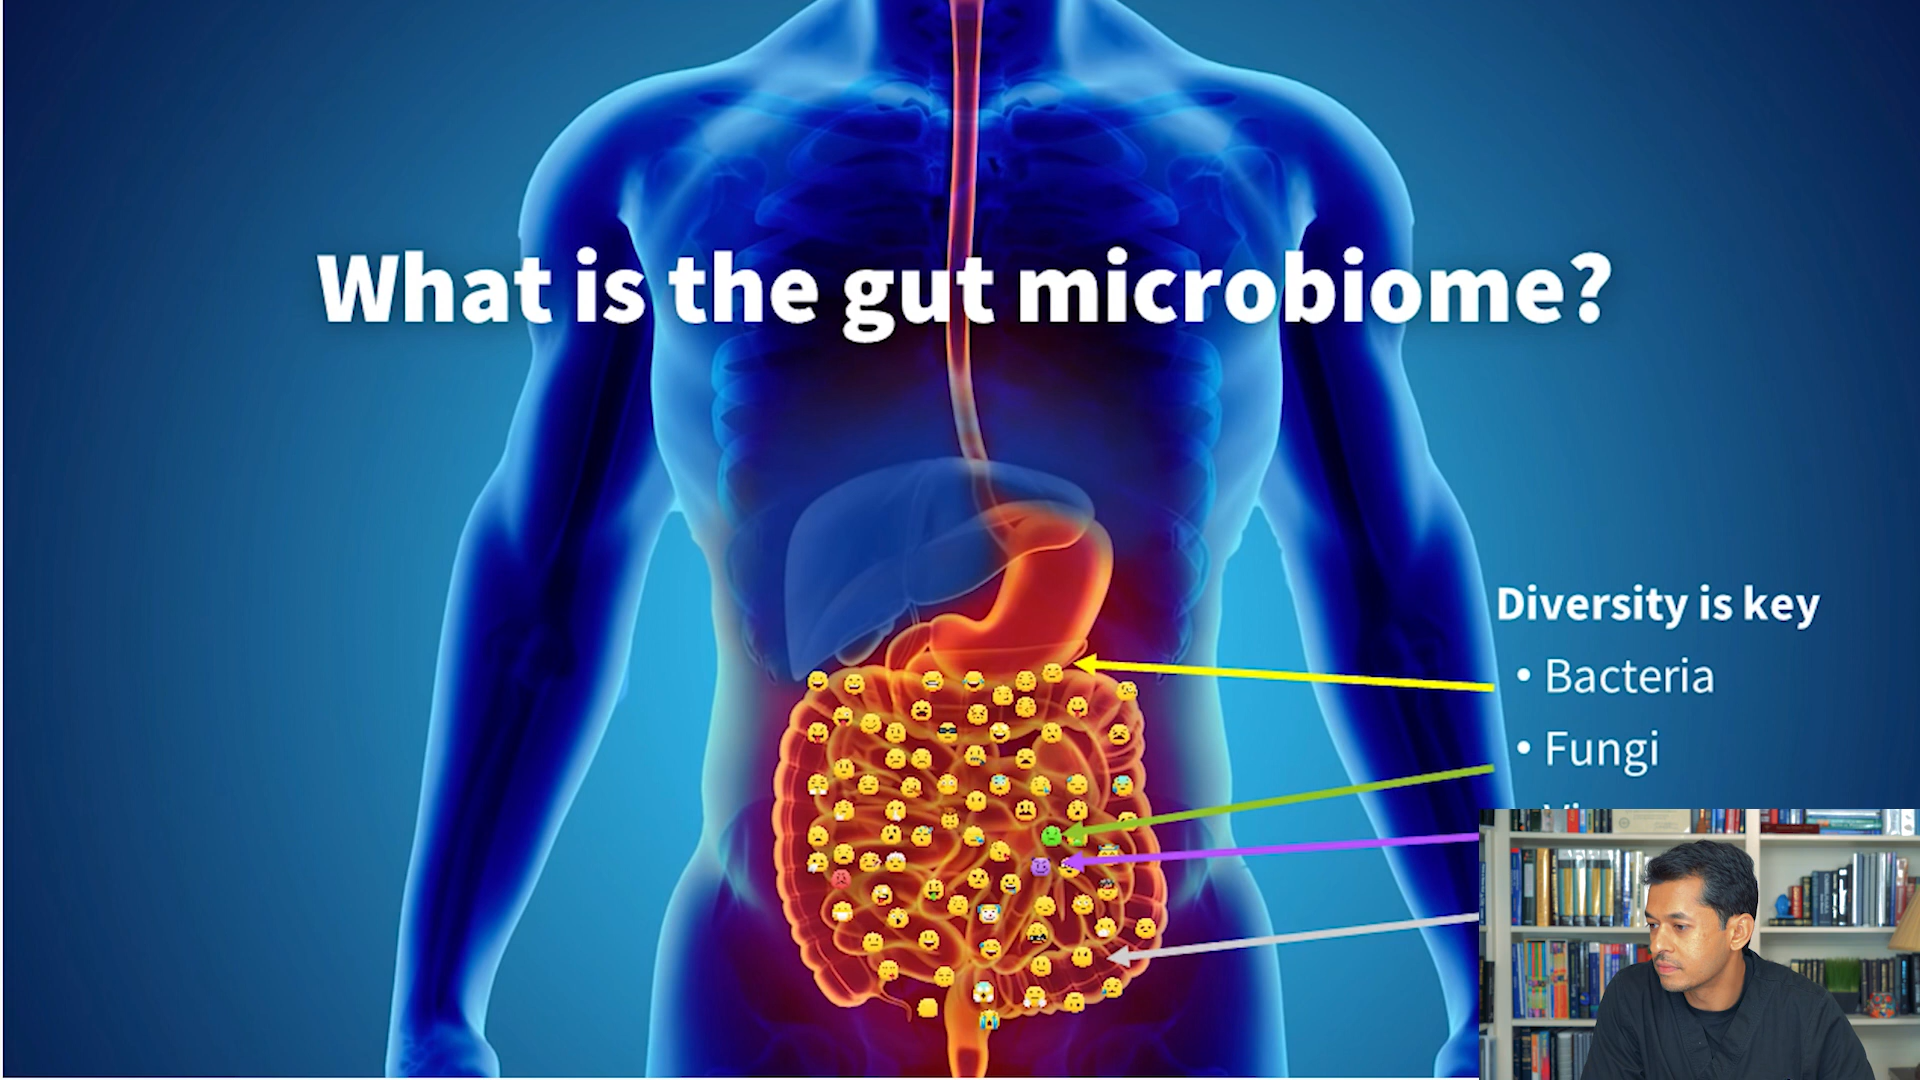 What is the gut microbiome?
Diversity is key
• Bacteria
• Fungi